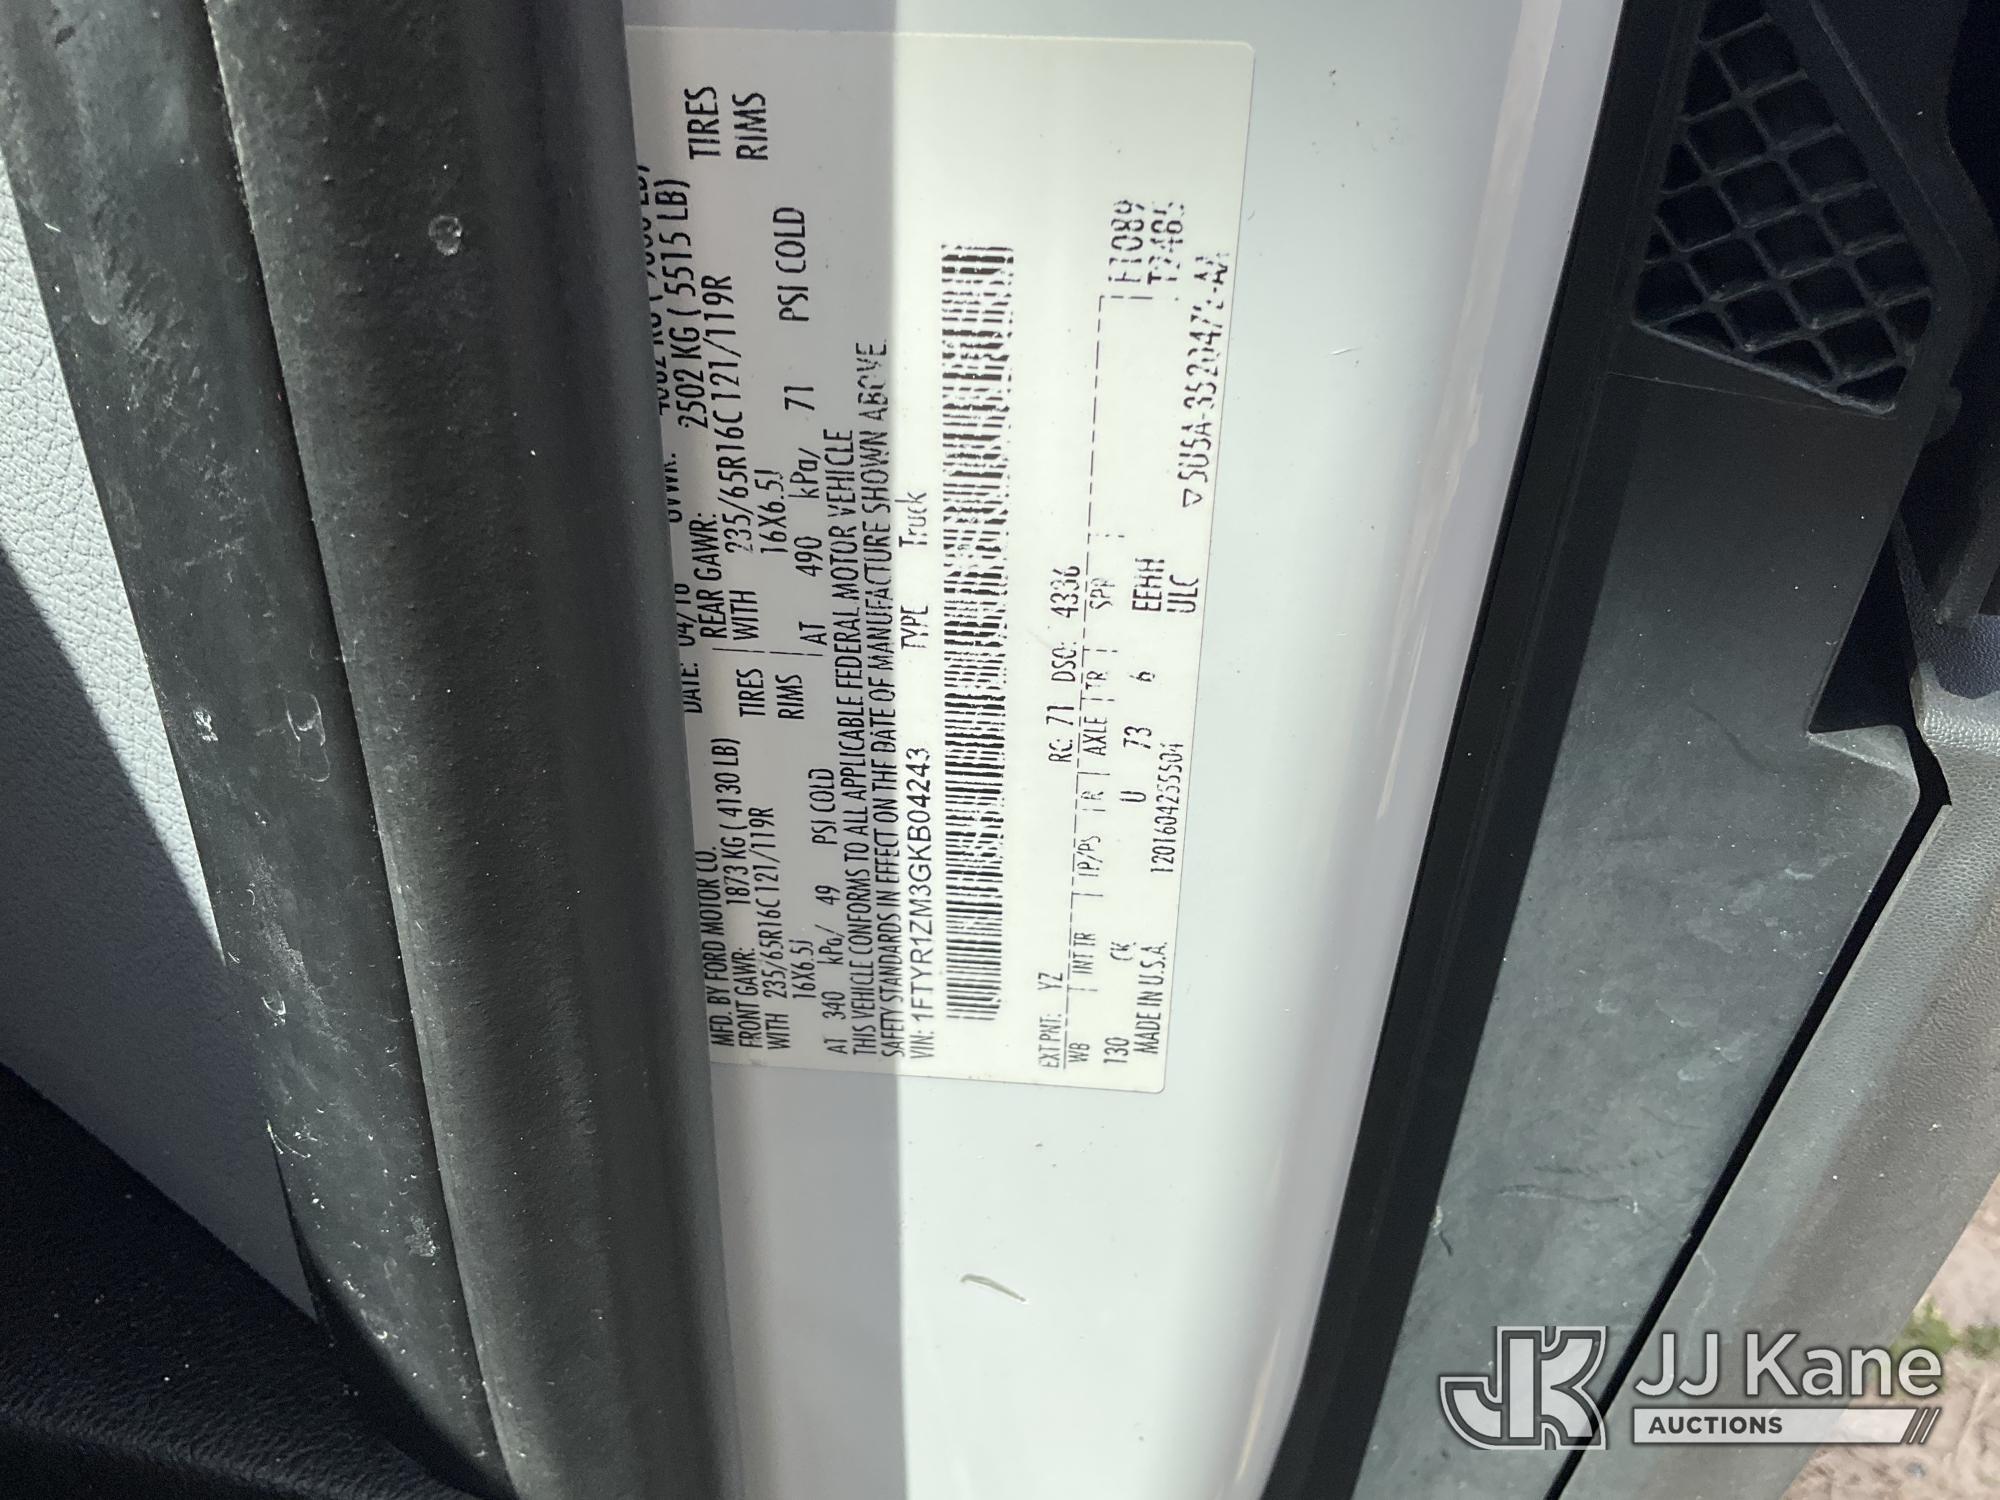 MFD. BY FORD MOTOR CO.
DATE: 04/16 GVWR:
FRONT GAWR: 1873 KG ( 4130 LB) REAR GAWR: 2502 KG ( 5515 LB)
WITH 235/65R16C 121/119R TIRES WITH 235/65R16C 121/119R TIRES
16X6.5J RIMS 16X6.5J RIMS
AT 340 kPa/ 49 PSI COLD AT 490 kPa/ 71 PSI COLD
THIS VEHICLE CONFORMS TO ALL APPLICABLE FEDERAL MOTOR VEHICLE
SAFETY STANDARDS IN EFFECT ON THE DATE OF MANUFACTURE SHOWN ABOVE.
VIN: 1FTYR1ZM3GKB04243 TYPE Truck
EXT PNT: YZ RC: 71 DSO: 4336
WB INT TR TP/PS R AXLE TR SPR
130 CK U 73 6 EEHH
MADE IN U.S.A. 1201604255504 ULC
JK JJ Kane
AUCTIONS